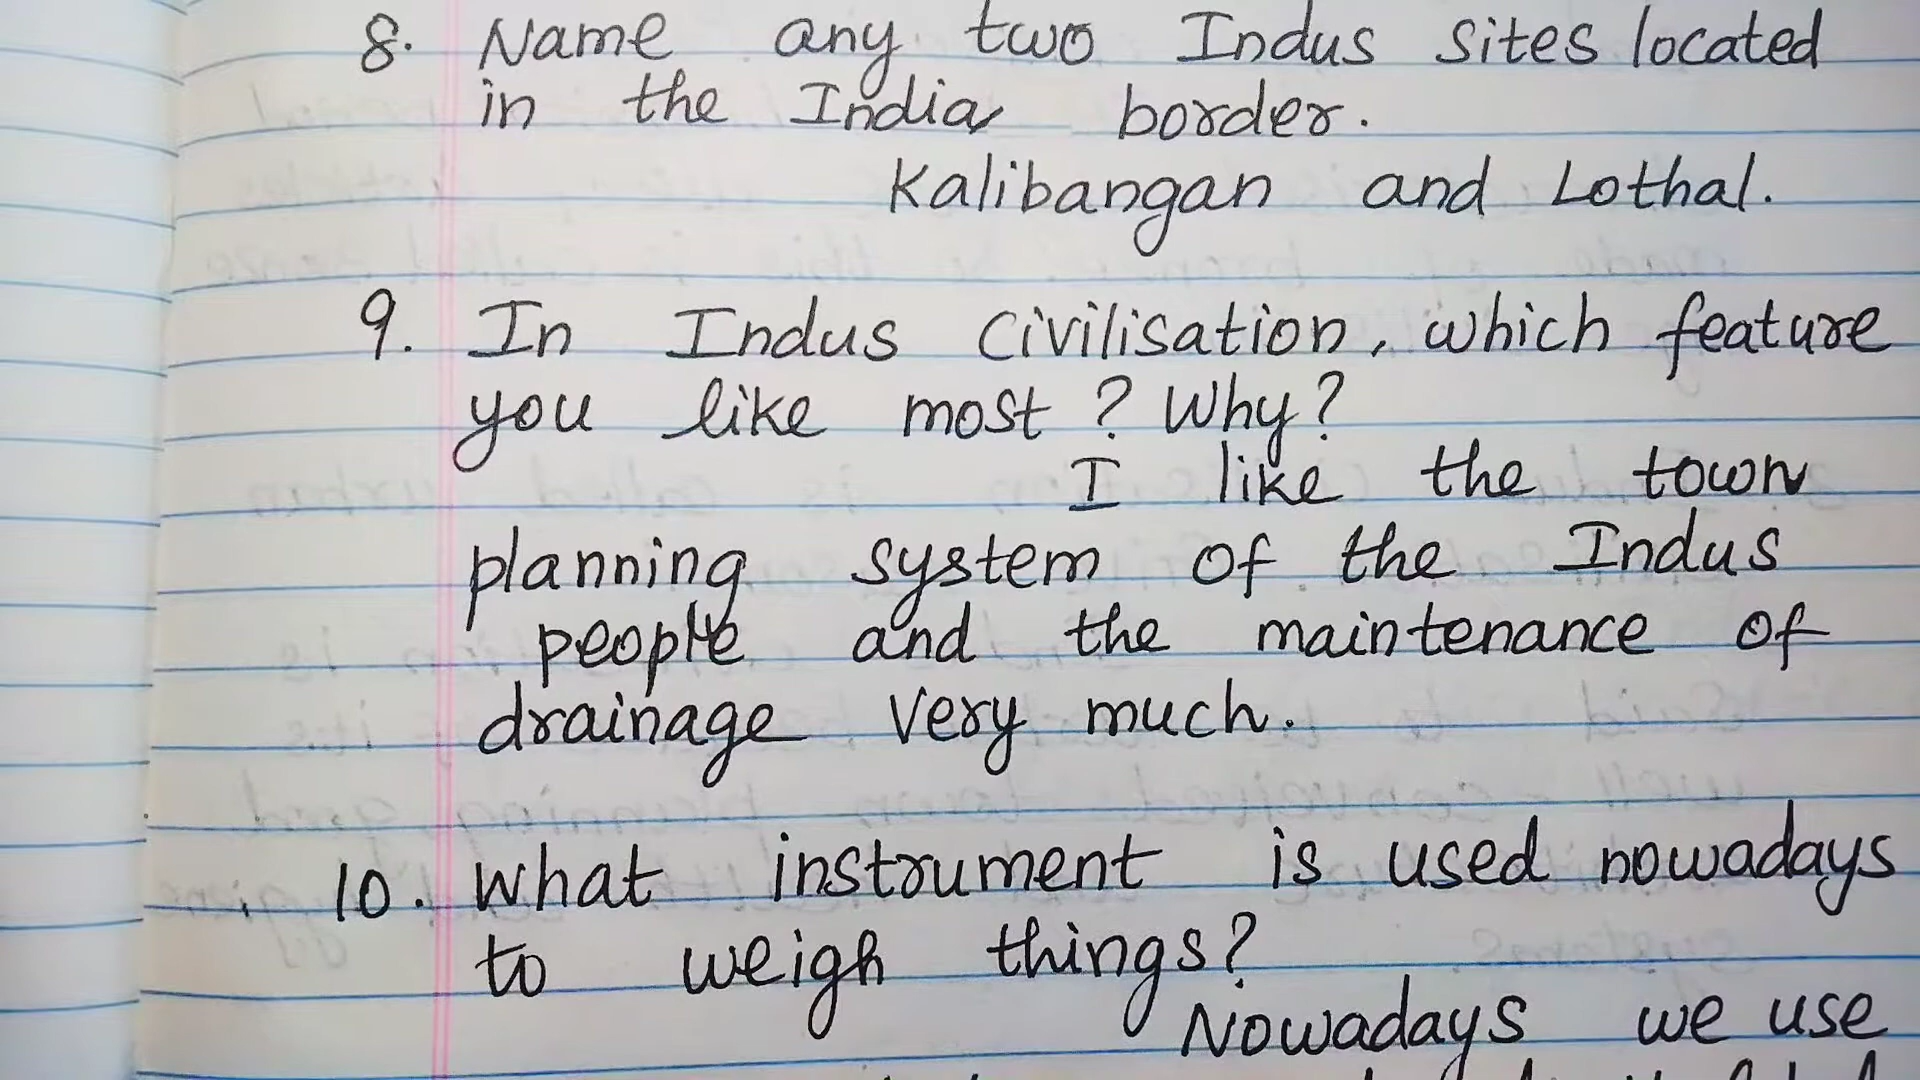 8. Name any two Indus sites located
in the India border.
Kalibangan and Lothal.
9. In Indus civilisation, which feature
you like most? Why?
I like the town
planning system of the Indus
people and the maintenance of
drainage very much.
10. What instrument is used nowadays
to weigh things?
Nowadays we use